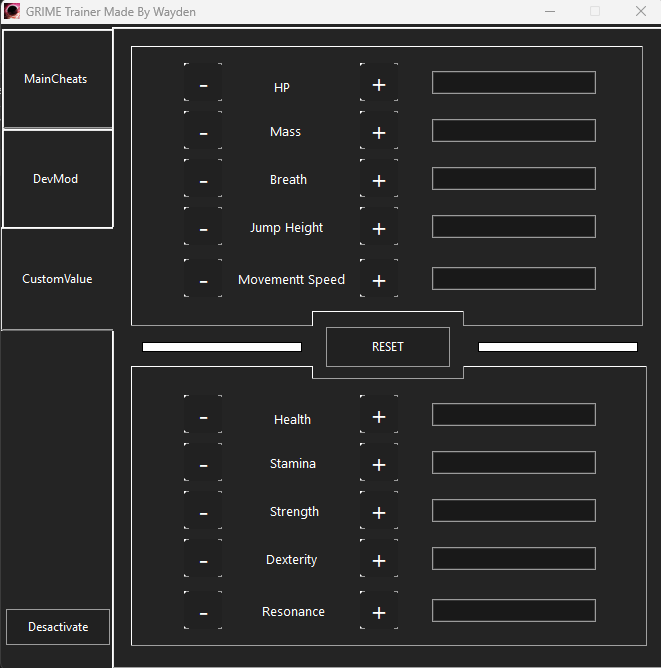 GRIME Trainer Made By Wayden
MainCheats
DevMod
CustomValue
Desactivate
- HP +
- Mass +
- Breath +
- Jump Height +
- Movementt Speed +
RESET
- Health +
- Stamina +
- Strength +
- Dexterity +
- Resonance +